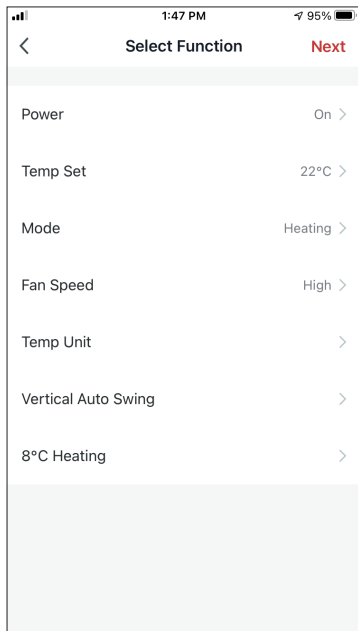 1:47 PM 95%
Select Function Next
Power On
Temp Set 22°C
Mode Heating
Fan Speed High
Temp Unit
Vertical Auto Swing
8°C Heating